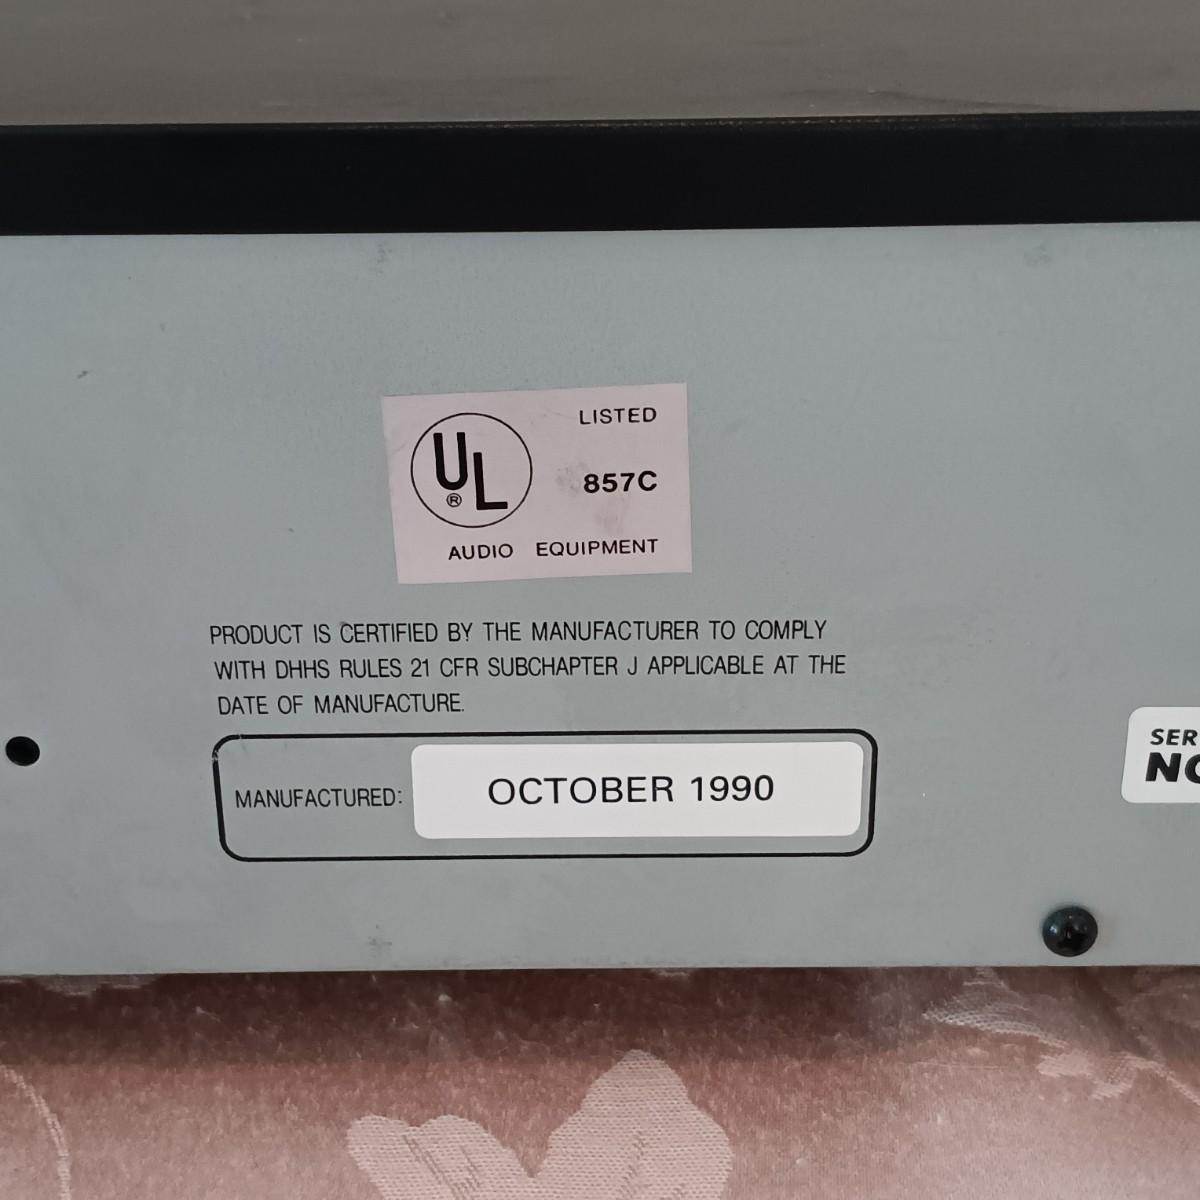 LISTED
UL
®
857C
AUDIO EQUIPMENT
PRODUCT IS CERTIFIED BY THE MANUFACTURER TO COMPLY
WITH DHHS RULES 21 CFR SUBCHAPTER J APPLICABLE AT THE
DATE OF MANUFACTURE.
MANUFACTURED: OCTOBER 1990
SER